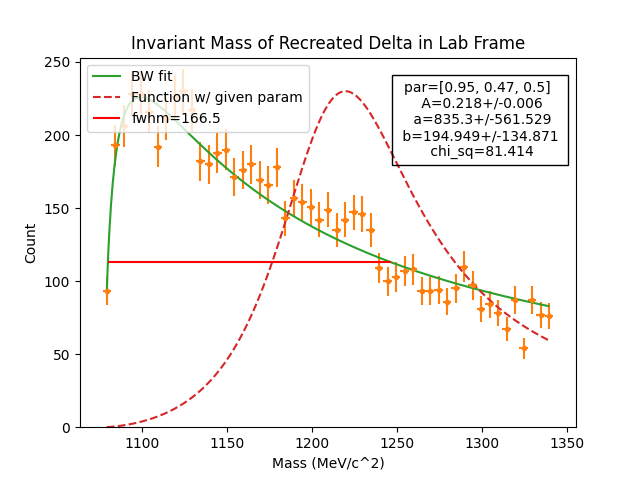 Invariant Mass of Recreated Delta in Lab Frame
BW fit
Function w/ given param
fwhm=166.5
par=[0.95, 0.47, 0.5]
A=0.218+/-0.006
a=835.3+/-561.529
b=194.949+/-134.871
chi_sq=81.414
250
200
150
100
50
0
Count
1100 1150 1200 1250 1300 1350
Mass (MeV/c^2)